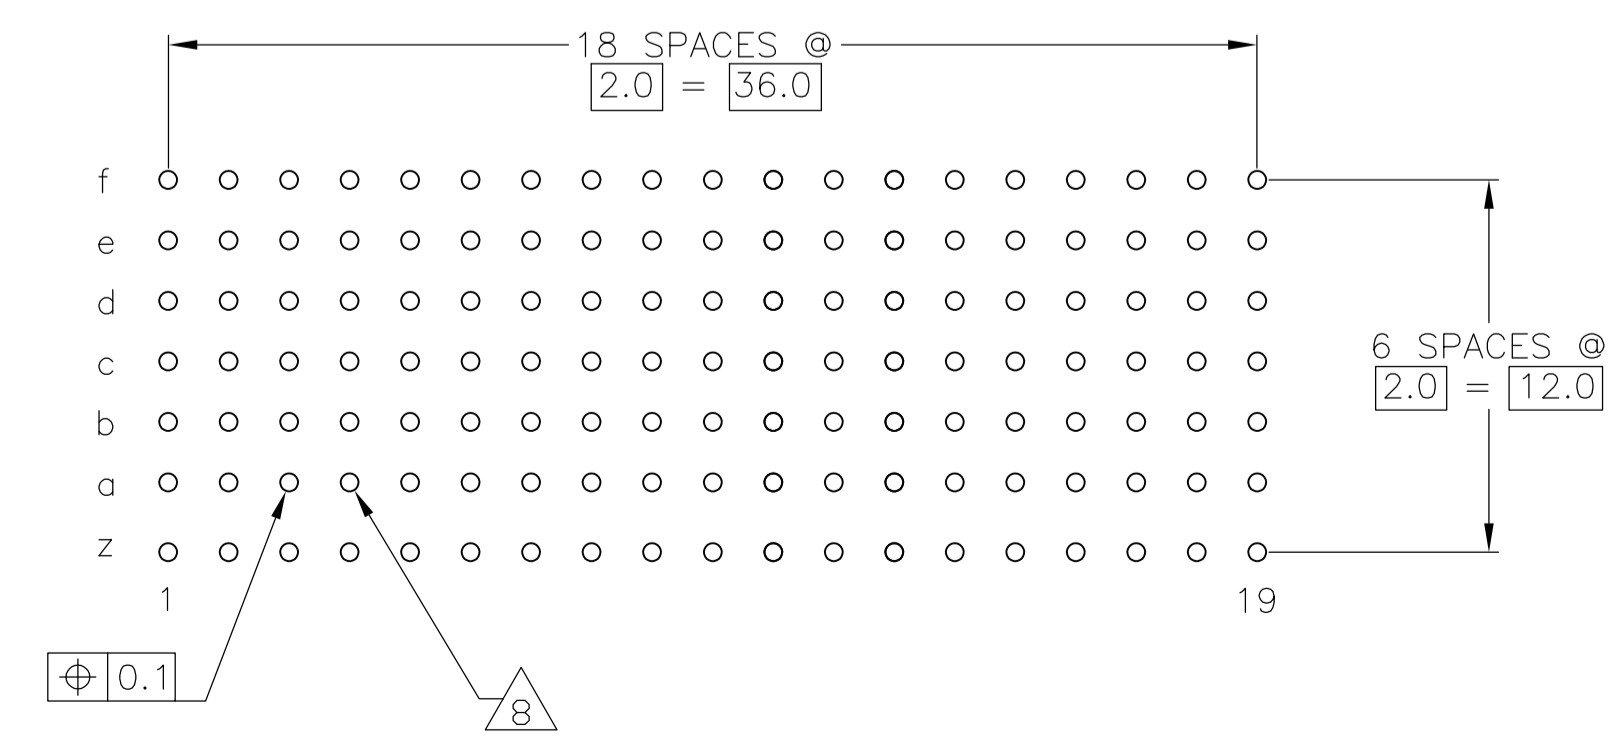 18 SPACES @
2.0 = 36.0
f
e
d
c
6 SPACES @
2.0 = 12.0
b
a
z
1
19
⌖ 0.1
8